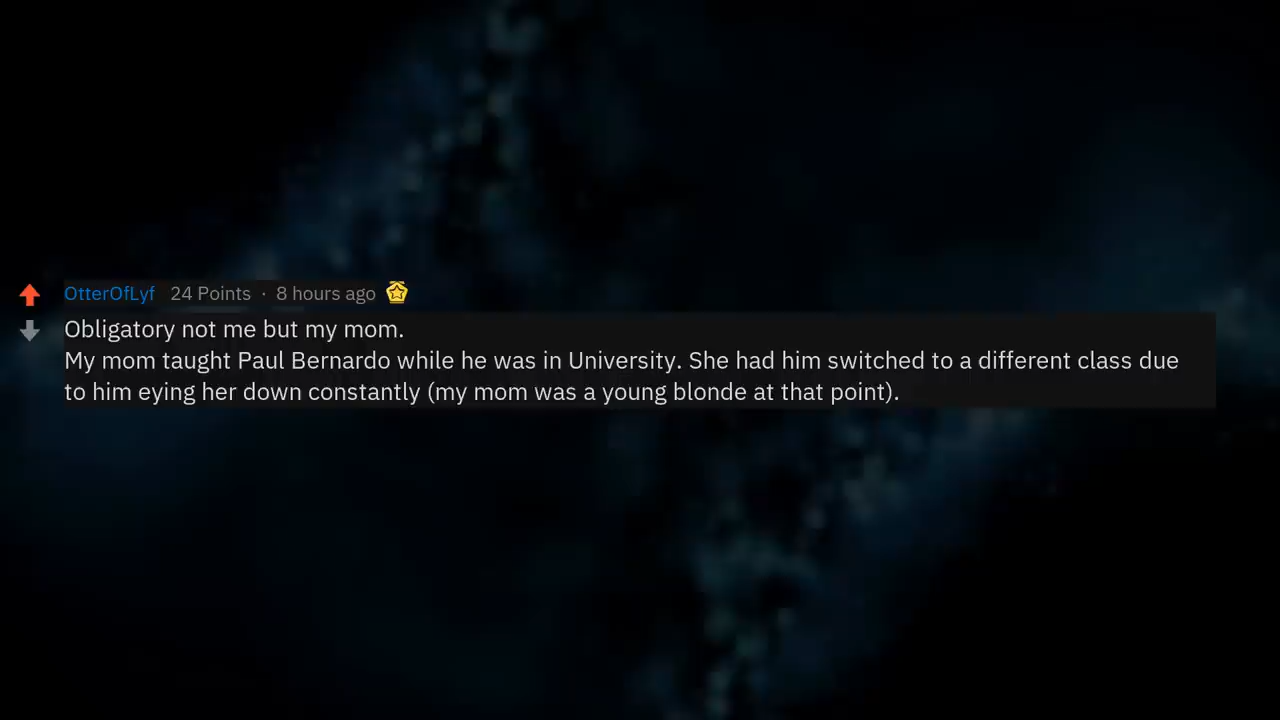 OtterOfLyf 24 Points · 8 hours ago
Obligatory not me but my mom.
My mom taught Paul Bernardo while he was in University. She had him switched to a different class due
to him eying her down constantly (my mom was a young blonde at that point).